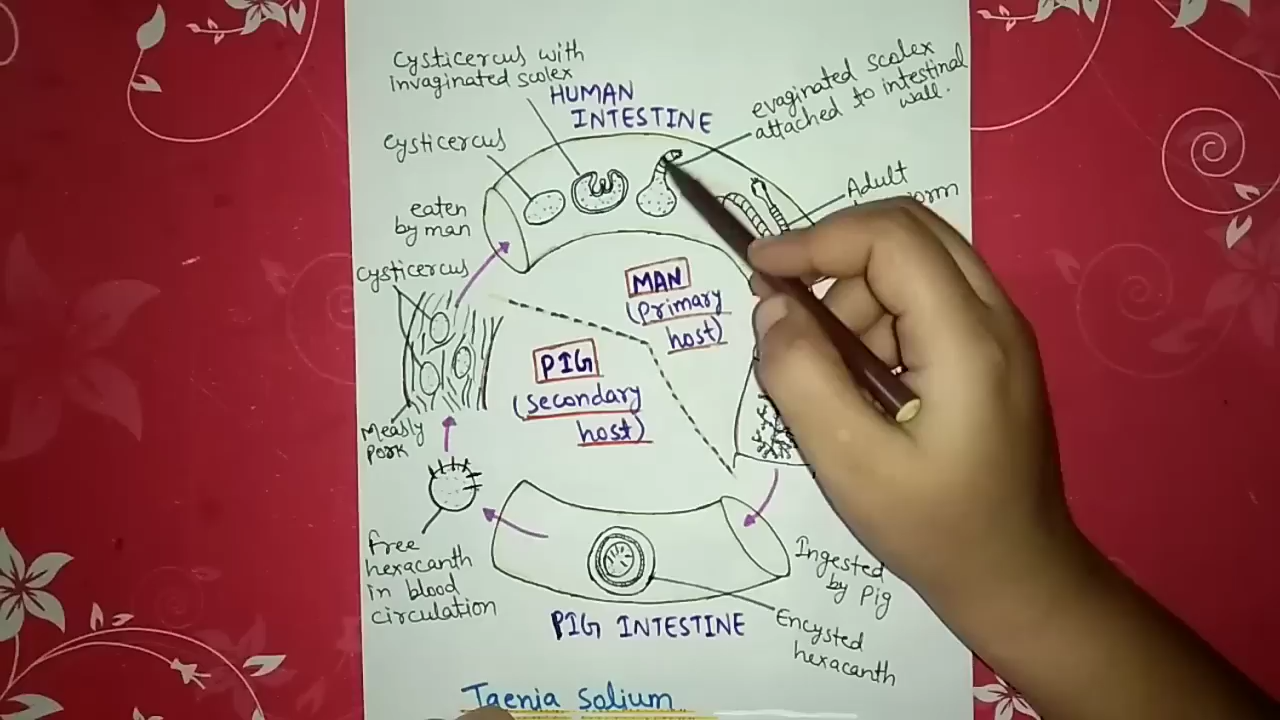 Cysticercus with
invaginated scolex
HUMAN
INTESTINE
evaginated scolex
attached to intestinal
wall.
Cysticercus
Adult
eaten
by man
Cysticercus
MAN
(Primary
host)
PIG
(secondary
host)
Measly
Pork
free
hexacanth
in blood
circulation
Ingested
by Pig
PIG INTESTINE
Encysted
hexacanth
Taenia solium